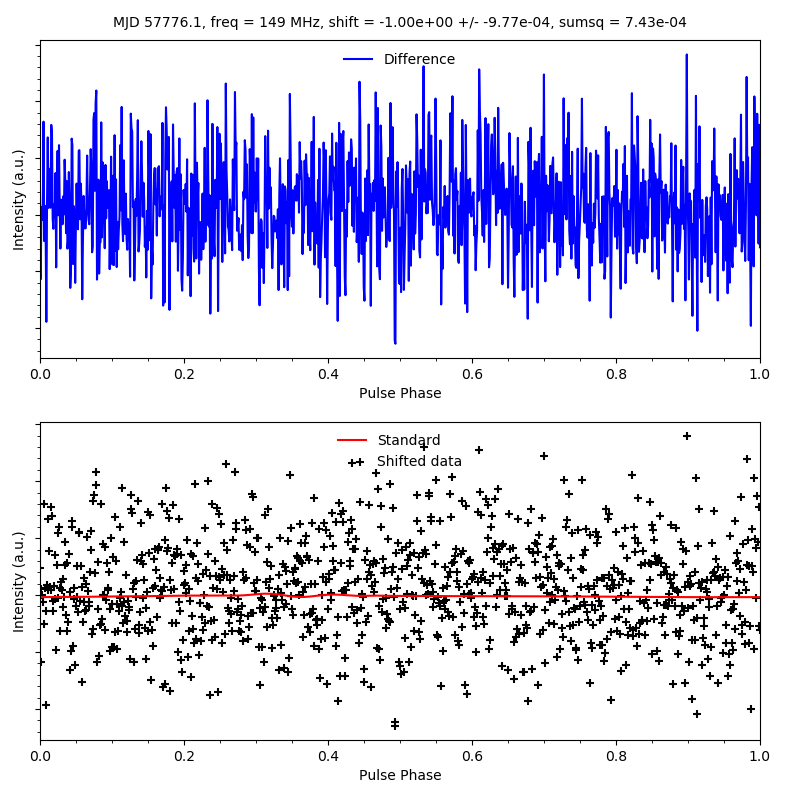 MJD 57776.1, freq = 149 MHz, shift = -1.00e+00 +/- -9.77e-04, sumsq = 7.43e-04
Difference
Intensity (a.u.)
0.0 0.2 0.4 0.6 0.8 1.0
Pulse Phase
Standard
Shifted data
Intensity (a.u.)
0.0 0.2 0.4 0.6 0.8 1.0
Pulse Phase